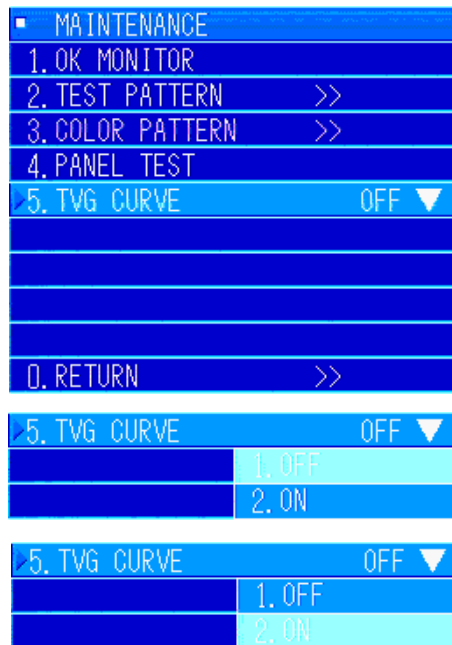 MAINTENANCE
1. OK MONITOR
2. TEST PATTERN >>
3. COLOR PATTERN >>
4. PANEL TEST
5. TVG CURVE OFF ▼
0. RETURN >>
5. TVG CURVE OFF ▼
1. OFF
2. ON
5. TVG CURVE OFF ▼
1. OFF
2. ON